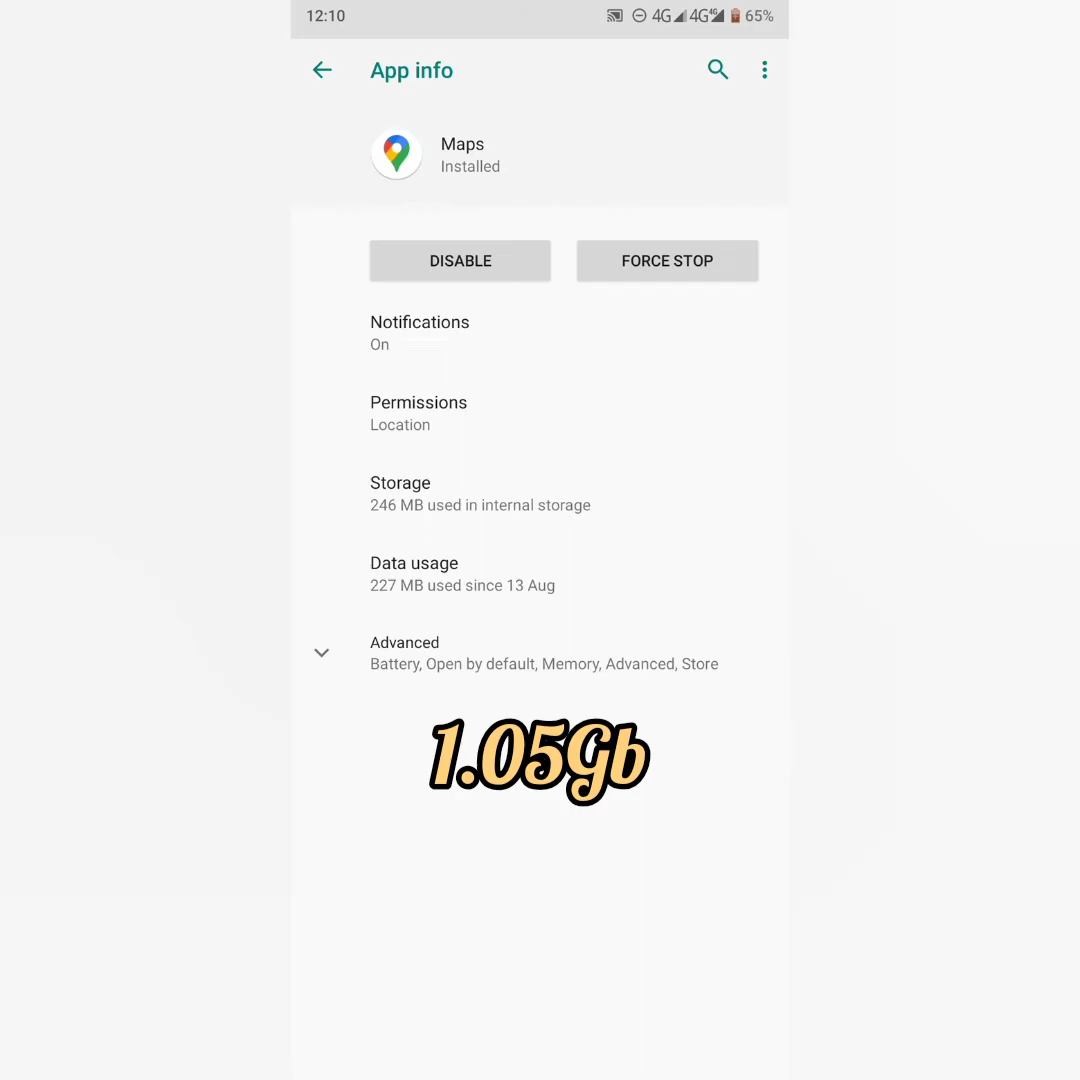 12:10 4G 4G 4G 65%
App info
Maps
Installed
DISABLE FORCE STOP
Notifications
On
Permissions
Location
Storage
246 MB used in internal storage
Data usage
227 MB used since 13 Aug
Advanced
Battery, Open by default, Memory, Advanced, Store
1.05Gb